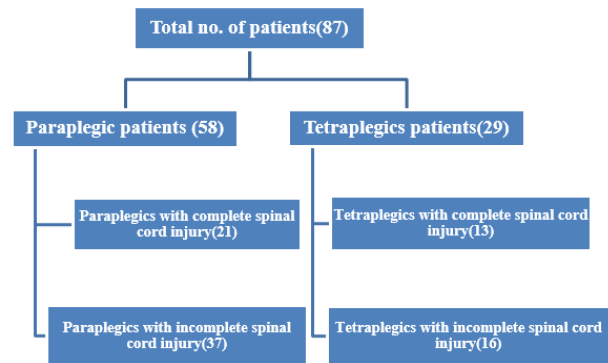 Total no. of patients(87)
Paraplegic patients (58)
Tetraplegics patients(29)
Paraplegics with complete spinal
cord injury(21)
Tetraplegics with complete spinal cord
injury(13)
Paraplegics with incomplete spinal
cord injury(37)
Tetraplegics with incomplete spinal cord
injury(16)